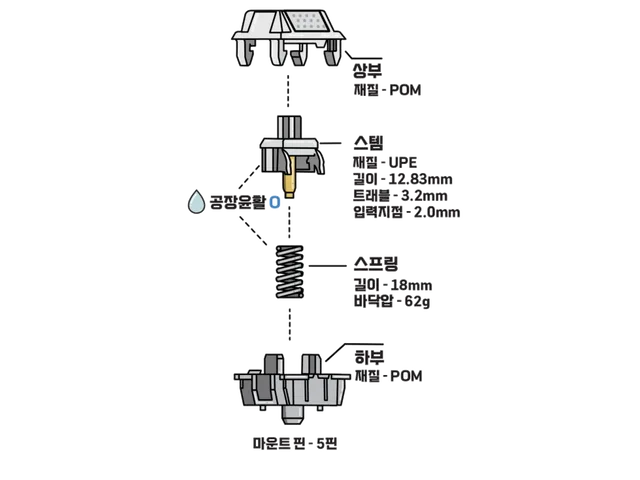 상부
재질 - POM
스템
재질 - UPE
길이 - 12.83mm
트래블 - 3.2mm
입력지점 - 2.0mm
공장윤활 O
스프링
길이 - 18mm
바닥압 - 62g
하부
재질 - POM
마운트 핀 - 5핀